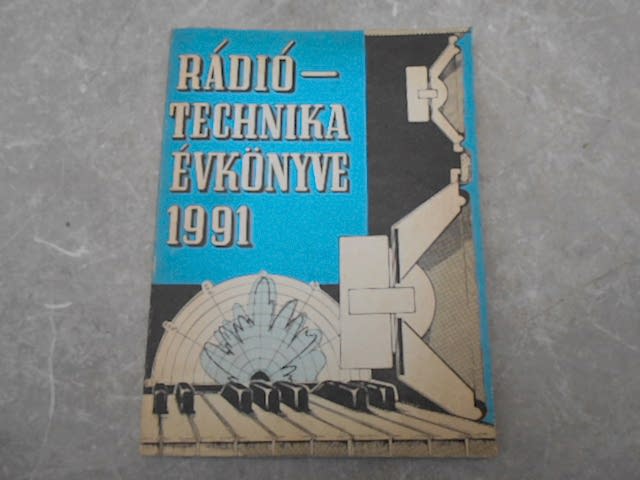 RÁDIÓ—
TECHNIKA
ÉVKÖNYVE
1991